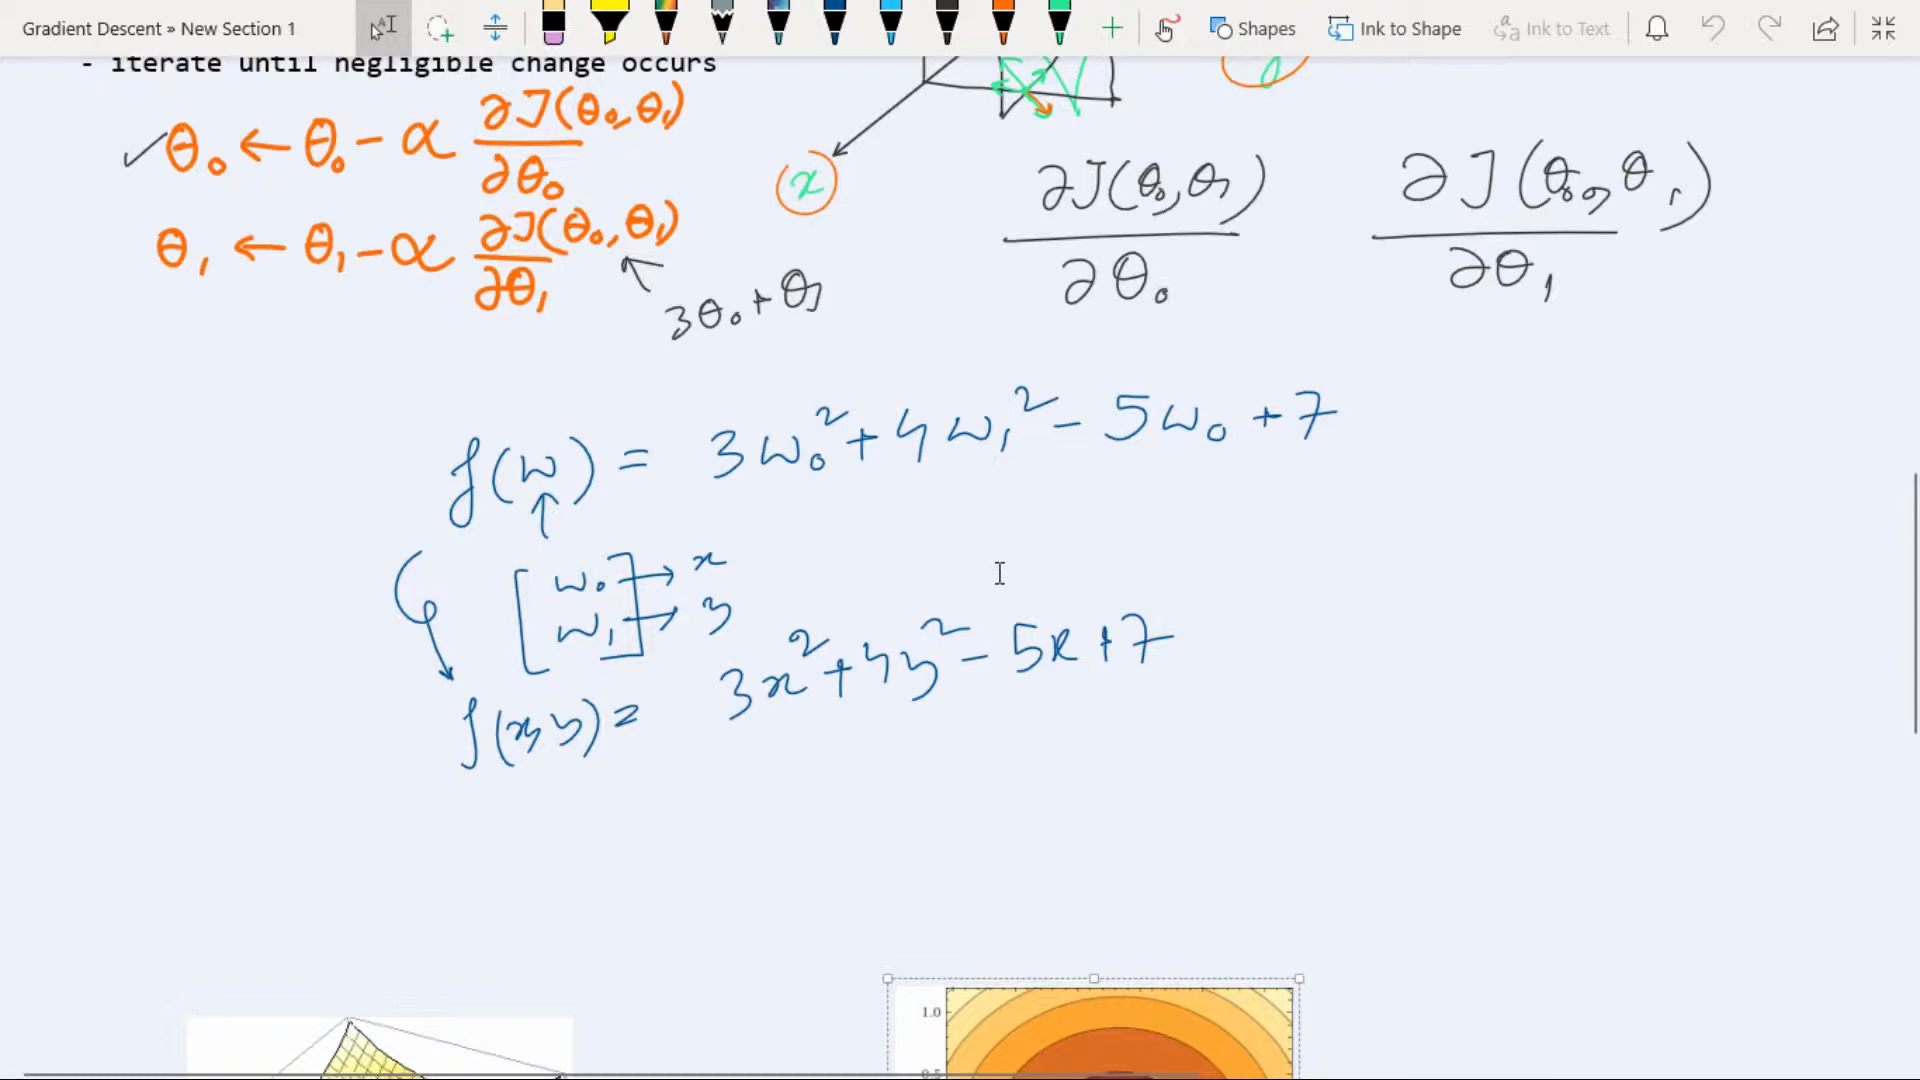 Gradient Descent » New Section 1
Shapes
Ink to Shape
Ink to Text
- iterate until negligible change occurs
θ₀ ← θ₀ - α ∂J(θ₀,θ₁)/∂θ₀
θ₁ ← θ₁ - α ∂J(θ₀,θ₁)/∂θ₁
3θ₀ + θ₁
x
∂J(θ₀,θ₁)/∂θ₀
∂J(θ₀,θ₁)/∂θ₁
f(w) = 3w₀² + 4w₁² - 5w₀ + 7
[w₀ → x
w₁] → y
f(x,y) = 3x² + 4y² - 5x + 7
1.0
0.5